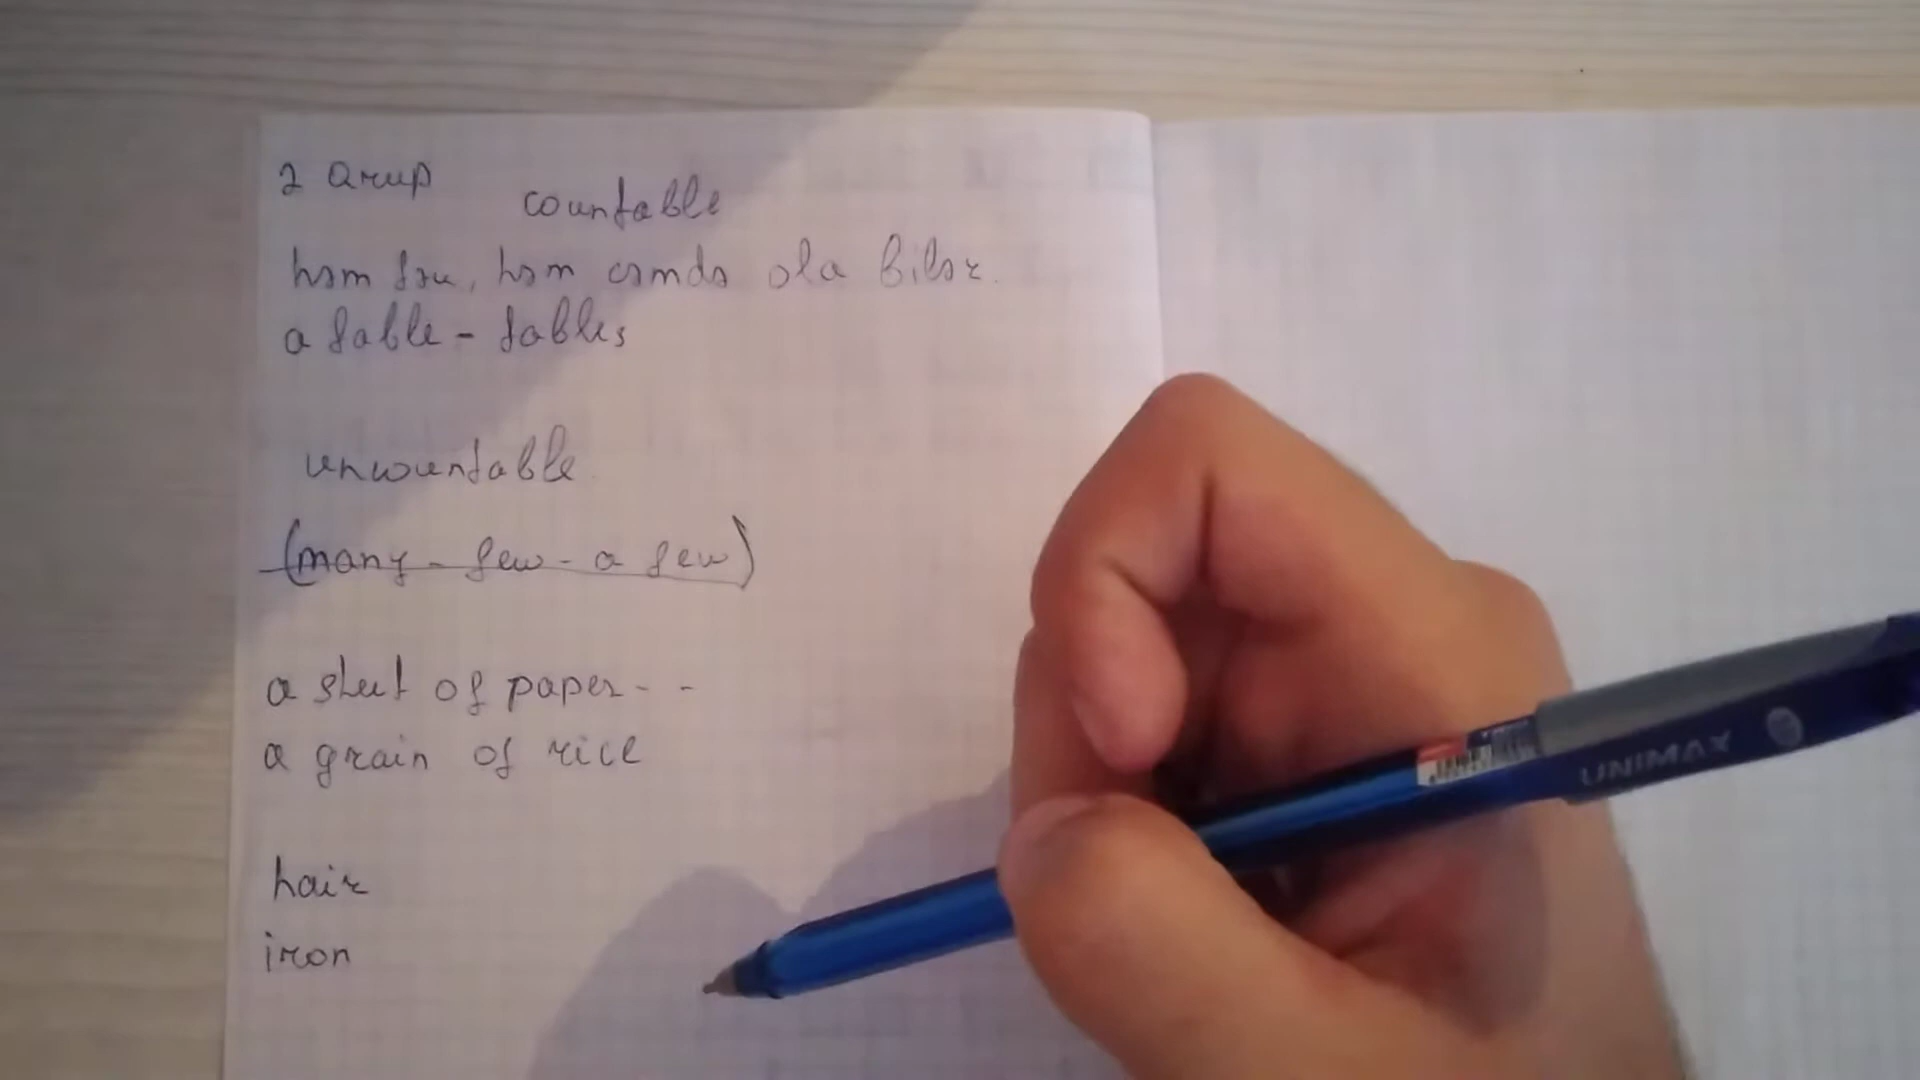 2 qrup
countable
həm tək, həm cəmdə ola bilər.
a table - tables
uncountable
(many - few - a few)
a sheet of paper - -
a grain of rice
hair
iron
UNIMAX